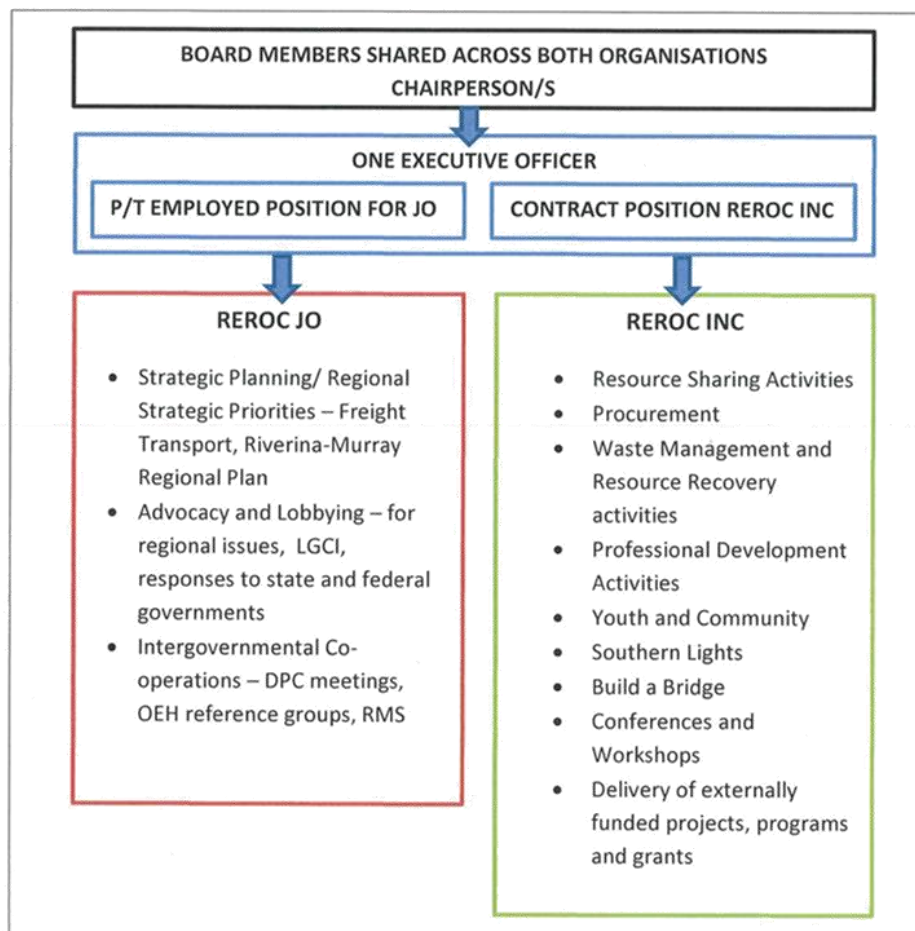 BOARD MEMBERS SHARED ACROSS BOTH ORGANISATIONS
CHAIRPERSON/S
ONE EXECUTIVE OFFICER
P/T EMPLOYED POSITION FOR JO
CONTRACT POSITION REROC INC
REROC JO
• Strategic Planning/ Regional
Strategic Priorities – Freight
Transport, Riverina-Murray
Regional Plan
• Advocacy and Lobbying – for
regional issues, LGCI,
responses to state and federal
governments
• Intergovernmental Co-
operations – DPC meetings,
OEH reference groups, RMS
REROC INC
• Resource Sharing Activities
• Procurement
• Waste Management and
Resource Recovery
activities
• Professional Development
Activities
• Youth and Community
• Southern Lights
• Build a Bridge
• Conferences and
Workshops
• Delivery of externally
funded projects, programs
and grants